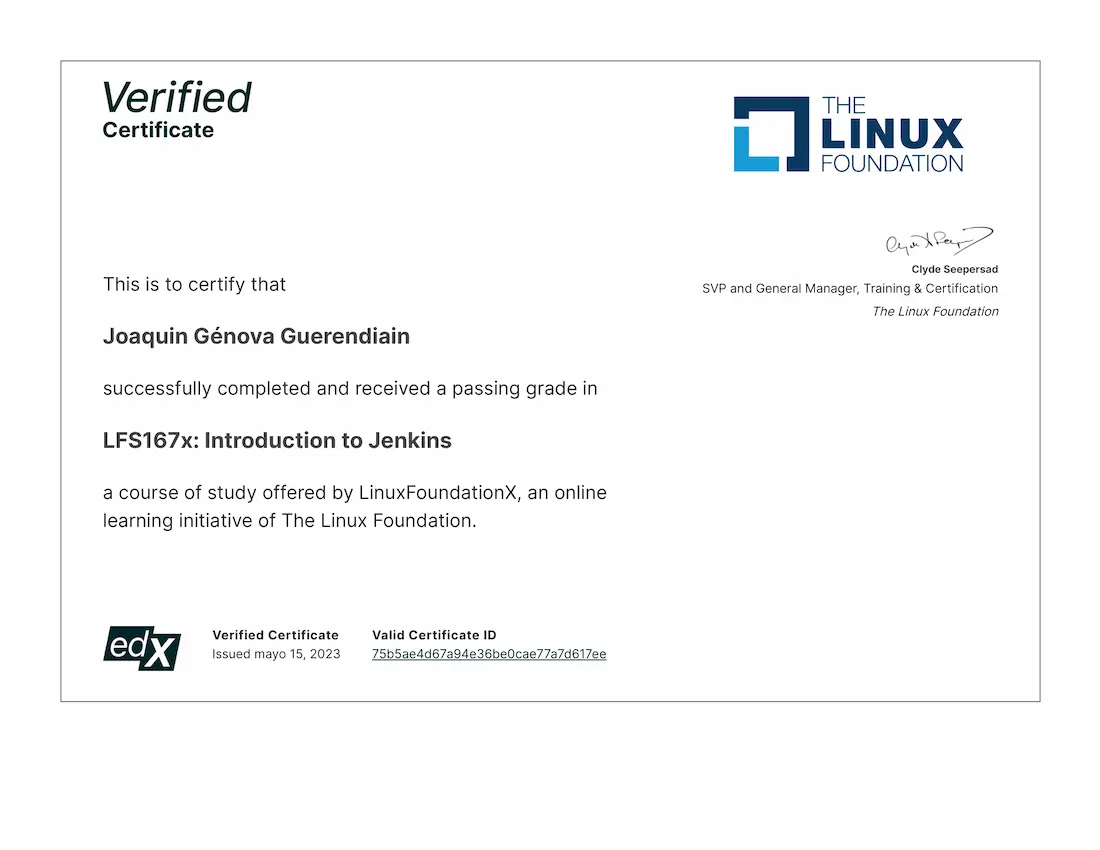 Verified
Certificate
THE
LINUX
FOUNDATION
Clyde Seepersad
SVP and General Manager, Training & Certification
The Linux Foundation
This is to certify that
Joaquin Génova Guerendiain
successfully completed and received a passing grade in
LFS167x: Introduction to Jenkins
a course of study offered by LinuxFoundationX, an online
learning initiative of The Linux Foundation.
edX
Verified Certificate
Issued mayo 15, 2023
Valid Certificate ID
75b5ae4d67a94e36be0cae77a7d617ee